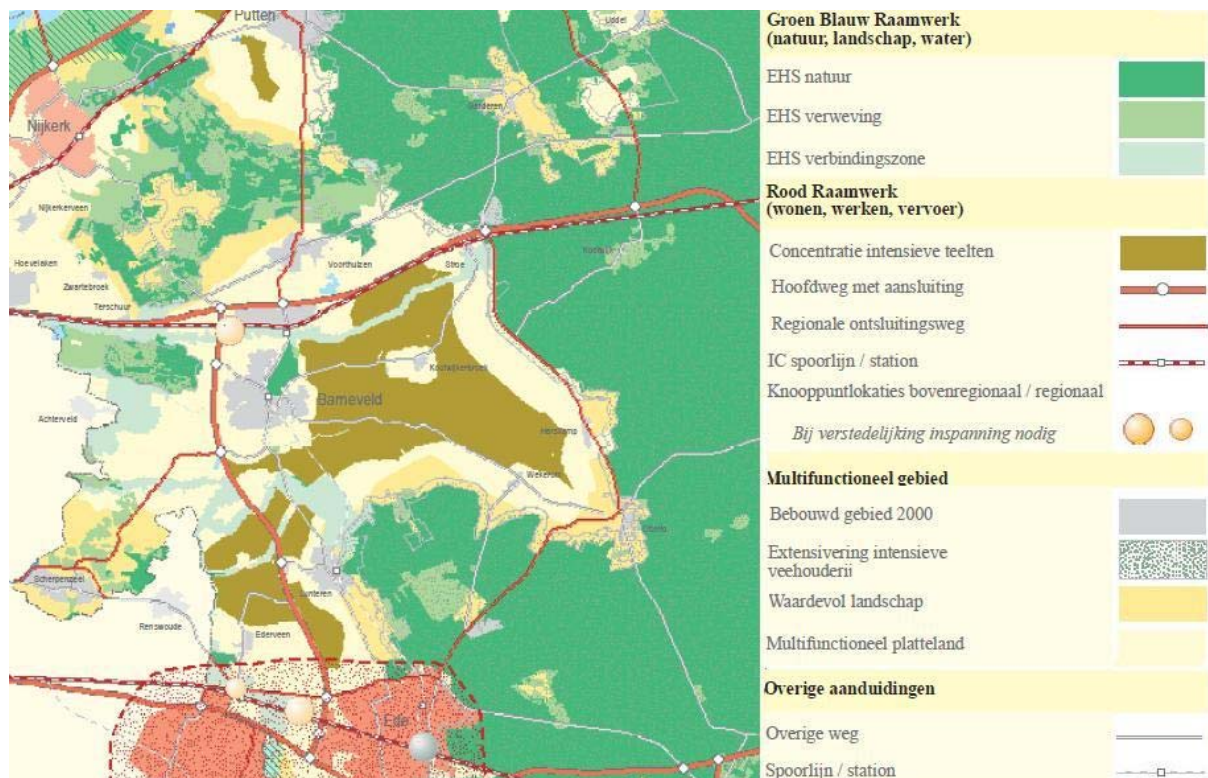 Putten
Uddel
Garderen
Nijkerk
Nijkerkerveen
Hoevelaken
Zwartebroek
Terschuur
Voorthuizen
Stroe
Kootwijk
Kootwijkerbroek
Barneveld
Achterveld
Harskamp
Wekerom
Otterlo
Scherpenzeel
Lunteren
Renswoude
Ederveen
Ede
Groen Blauw Raamwerk
(natuur, landschap, water)
EHS natuur
EHS verweving
EHS verbindingszone
Rood Raamwerk
(wonen, werken, vervoer)
Concentratie intensieve teelten
Hoofdweg met aansluiting
Regionale ontsluitingsweg
IC spoorlijn / station
Knooppuntlokaties bovenregionaal / regionaal
Bij verstedelijking inspanning nodig
Multifunctioneel gebied
Bebouwd gebied 2000
Extensivering intensieve
veehouderij
Waardevol landschap
Multifunctioneel platteland
Overige aanduidingen
Overige weg
Spoorlijn / station